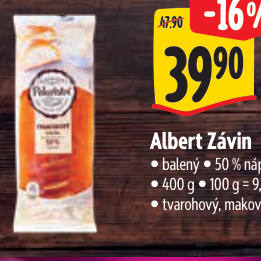 47.90
-16%
39.90
Pekařství
TVAROHOVÝ
50%
Albert Závin
• balený • 50 % náp
• 400 g • 100 g = 9,
• tvarohový, makov